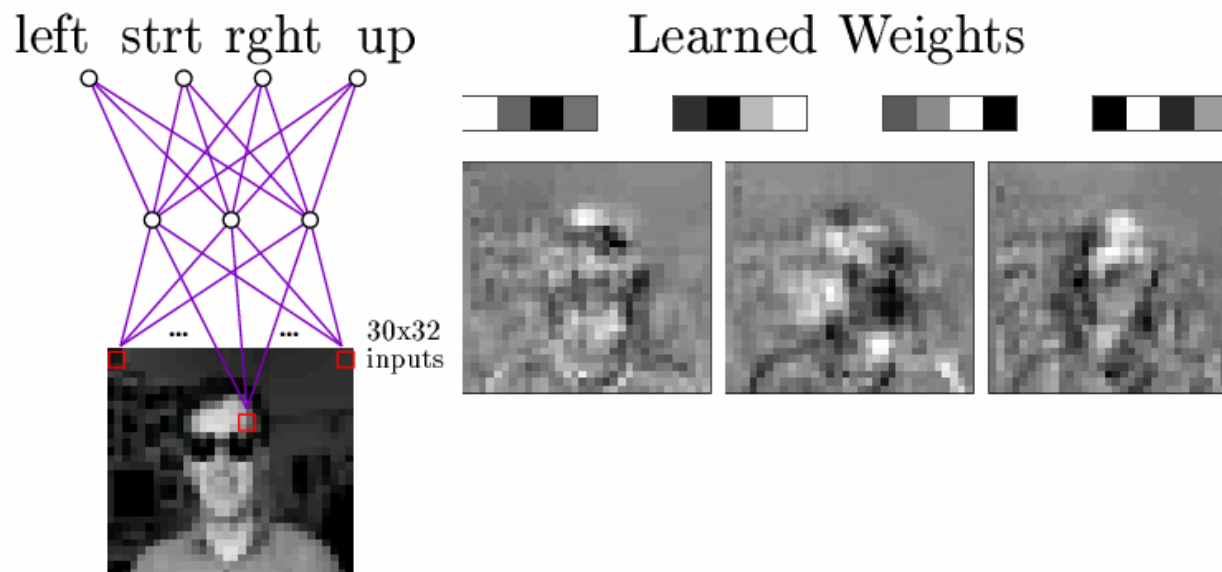 left strt rght up
Learned Weights
... ...
30x32
inputs